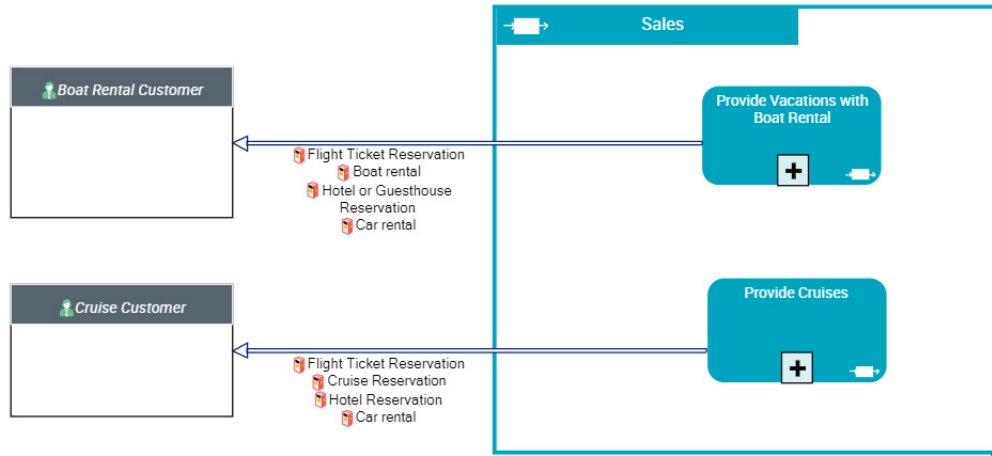 Sales
Boat Rental Customer
Provide Vacations with
Boat Rental
Flight Ticket Reservation
Boat rental
Hotel or Guesthouse
Reservation
Car rental
Cruise Customer
Provide Cruises
Flight Ticket Reservation
Cruise Reservation
Hotel Reservation
Car rental